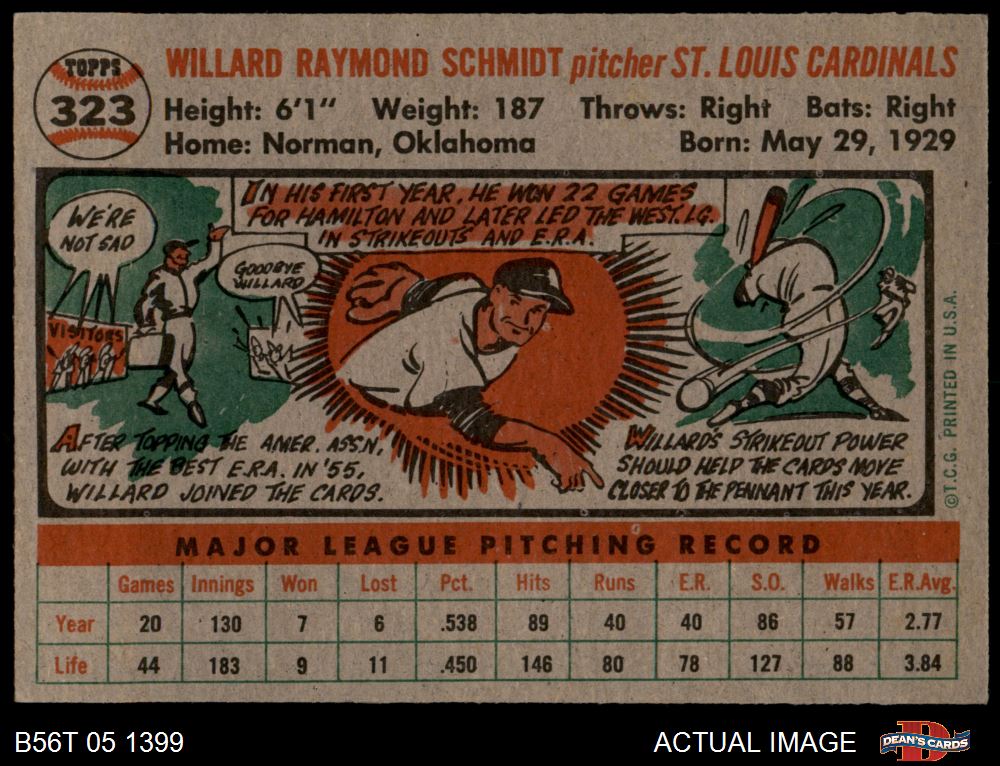 TOPPS
323
WILLARD RAYMOND SCHMIDT pitcher ST. LOUIS CARDINALS
Height: 6'1" Weight: 187 Throws: Right Bats: Right
Home: Norman, Oklahoma Born: May 29, 1929
IN HIS FIRST YEAR, HE WON 22 GAMES
FOR HAMILTON AND LATER LED THE WEST. LG.
IN STRIKEOUTS AND E.R.A.
WE'RE
NOT SAD
GOODBYE
WILLARD
VISITORS
AFTER TOPPING THE AMER. ASS'N.
WITH THE BEST E.R.A. IN '55,
WILLARD JOINED THE CARDS.
WILLARD'S STRIKEOUT POWER
SHOULD HELP THE CARDS MOVE
CLOSER TO THE PENNANT THIS YEAR.
©T.C.G. PRINTED IN U.S.A.
MAJOR LEAGUE PITCHING RECORD
Games Innings Won Lost Pct. Hits Runs E.R. S.O. Walks E.R.Avg.
Year 20 130 7 6 .538 89 40 40 86 57 2.77
Life 44 183 9 11 .450 146 80 78 127 88 3.84
B56T 05 1399 ACTUAL IMAGE DEAN'S CARDS